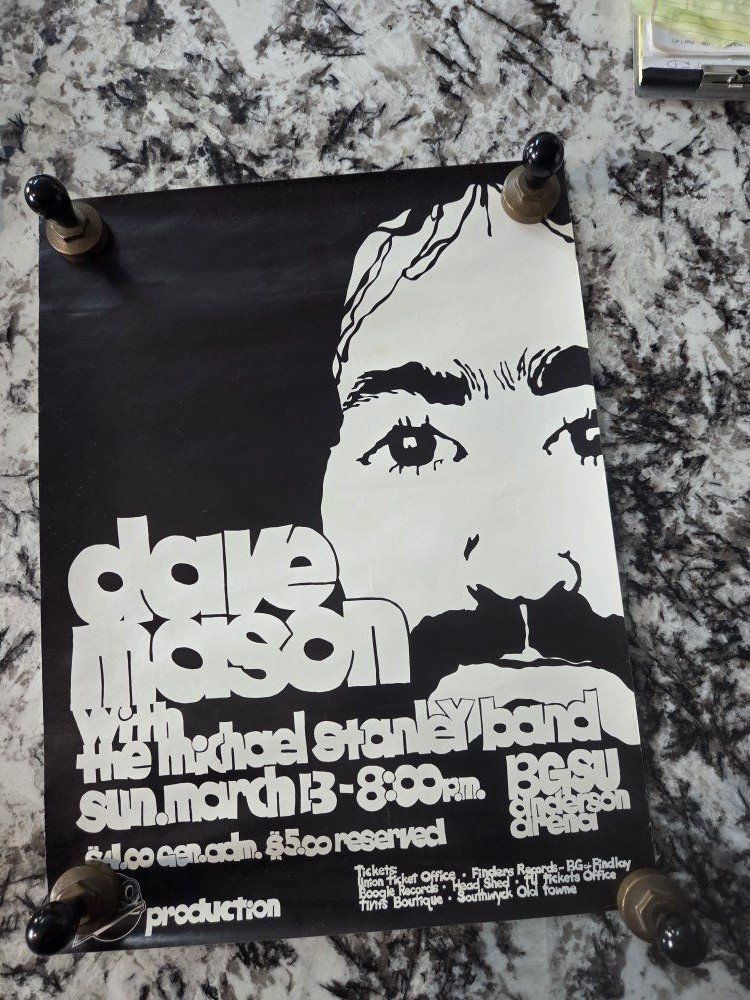 dave
mason
with
the michael stanley band
sun. march 13 - 8:00 p.m.
BGSU
anderson
arena
$4.00 gen. adm. $5.00 reserved
production
Tickets:
Union Ticket Office • Finders Records - BG + Findlay
Boogie Records • Head Shed • TU Tickets Office
Tints Boutique • Southwyck Old Towne